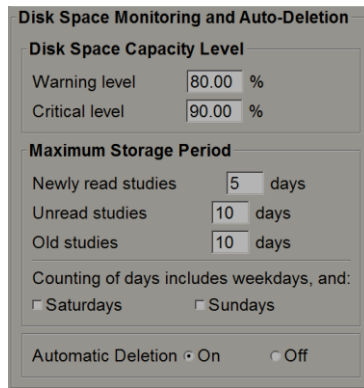 Disk Space Monitoring and Auto-Deletion
Disk Space Capacity Level
Warning level 80.00 %
Critical level 90.00 %
Maximum Storage Period
Newly read studies 5 days
Unread studies 10 days
Old studies 10 days
Counting of days includes weekdays, and:
Saturdays Sundays
Automatic Deletion On Off